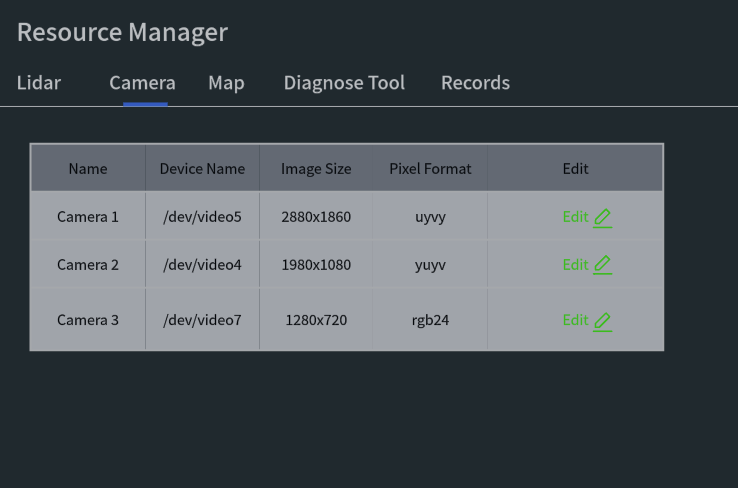 Resource Manager
Lidar Camera Map Diagnose Tool Records
Name Device Name Image Size Pixel Format Edit
Camera 1 /dev/video5 2880x1860 uyvy Edit
Camera 2 /dev/video4 1980x1080 yuyv Edit
Camera 3 /dev/video7 1280x720 rgb24 Edit